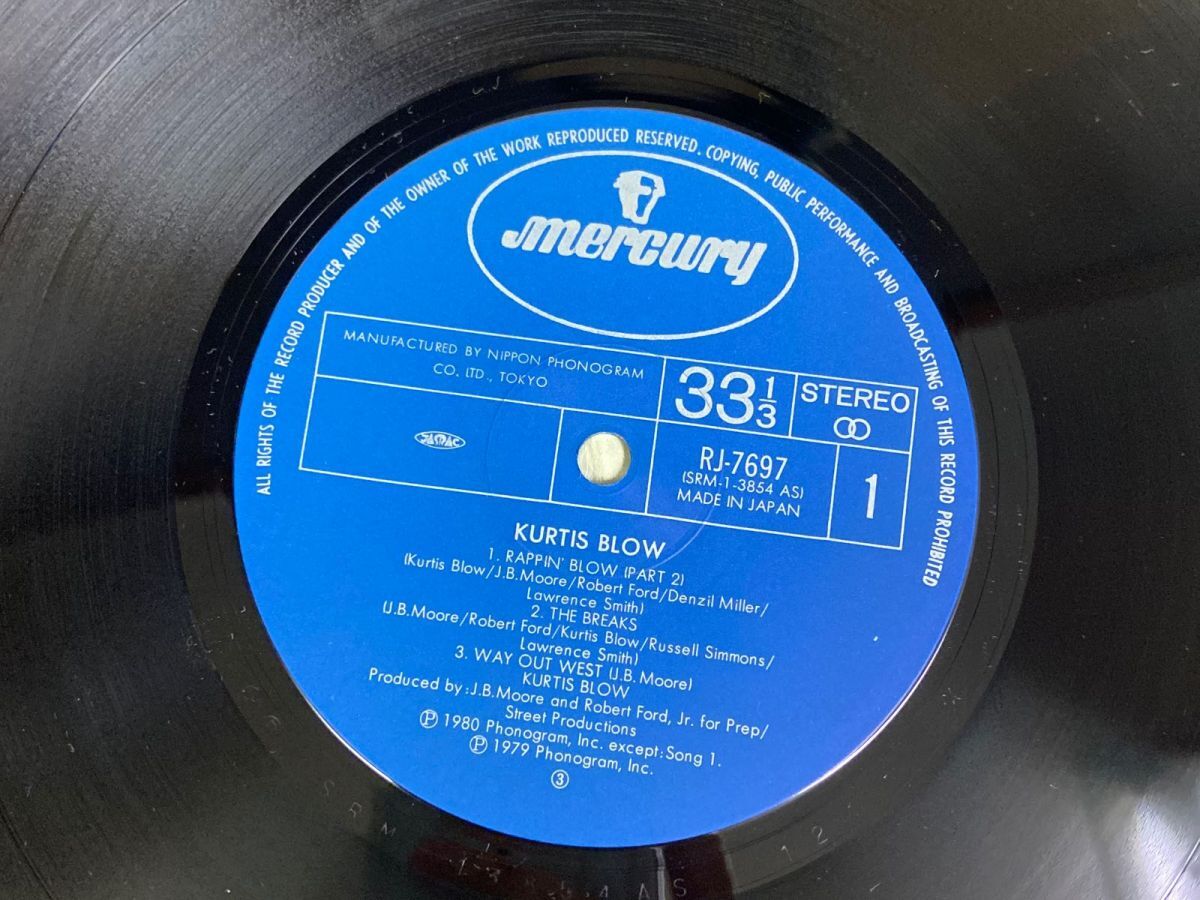 ALL RIGHTS OF THE RECORD PRODUCER AND OF THE OWNER OF THE WORK REPRODUCED RESERVED. COPYING, PUBLIC PERFORMANCE AND BROADCASTING OF THIS RECORD PROHIBITED
mercury
MANUFACTURED BY NIPPON PHONOGRAM
CO. LTD., TOKYO
33 1/3
STEREO
JASRAC
RJ-7697
(SRM-1-3854 AS)
MADE IN JAPAN
1
KURTIS BLOW
1. RAPPIN' BLOW (PART 2)
(Kurtis Blow/J.B.Moore/Robert Ford/Denzil Miller/
Lawrence Smith)
2. THE BREAKS
(J.B.Moore/Robert Ford/Kurtis Blow/Russell Simmons/
Lawrence Smith)
3. WAY OUT WEST (J.B. Moore)
KURTIS BLOW
Produced by:J.B.Moore and Robert Ford, Jr. for Prep/
Street Productions
Ⓟ 1980 Phonogram, Inc. except:Song 1.
Ⓟ 1979 Phonogram, Inc.
③